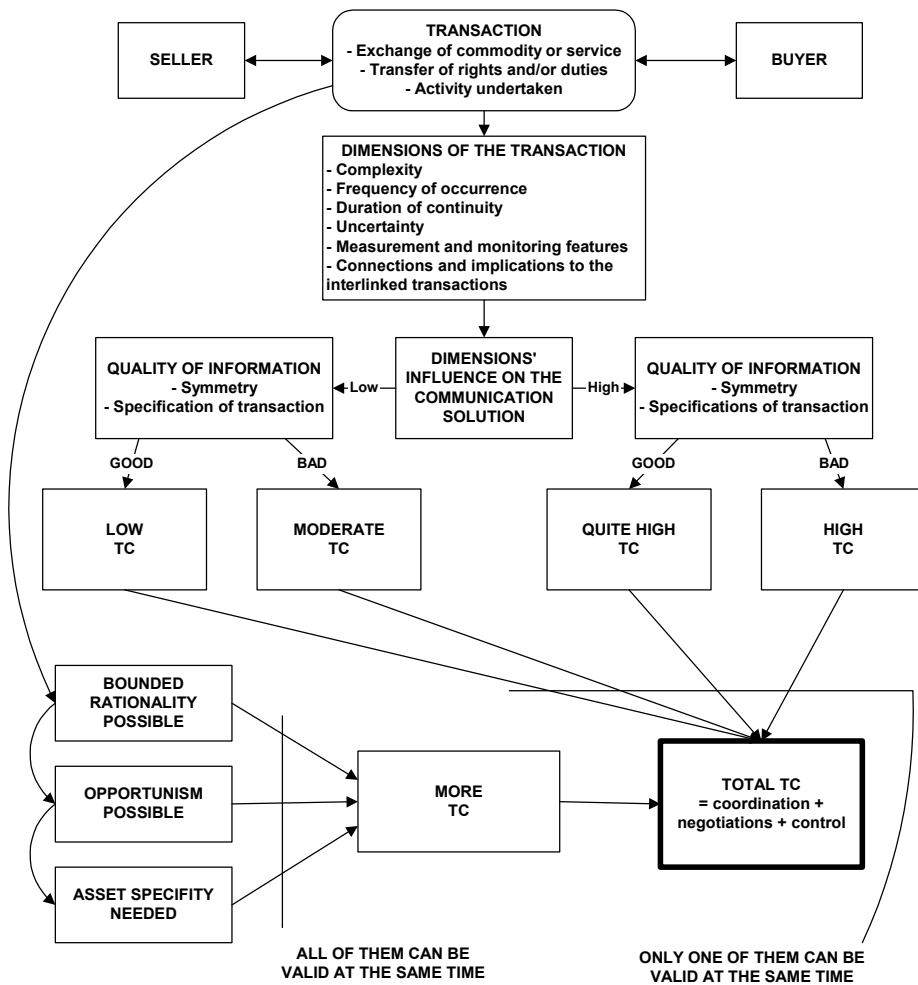 TRANSACTION
- Exchange of commodity or service
- Transfer of rights and/or duties
- Activity undertaken
SELLER
BUYER
DIMENSIONS OF THE TRANSACTION
- Complexity
- Frequency of occurrence
- Duration of continuity
- Uncertainty
- Measurement and monitoring features
- Connections and implications to the
interlinked transactions
QUALITY OF INFORMATION
- Symmetry
- Specification of transaction
Low
DIMENSIONS'
INFLUENCE ON THE
COMMUNICATION
SOLUTION
High
QUALITY OF INFORMATION
- Symmetry
- Specifications of transaction
GOOD
BAD
GOOD
BAD
LOW
TC
MODERATE
TC
QUITE HIGH
TC
HIGH
TC
BOUNDED
RATIONALITY
POSSIBLE
OPPORTUNISM
POSSIBLE
ASSET SPECIFITY
NEEDED
MORE
TC
TOTAL TC
= coordination +
negotiations + control
ALL OF THEM CAN BE
VALID AT THE SAME TIME
ONLY ONE OF THEM CAN BE
VALID AT THE SAME TIME